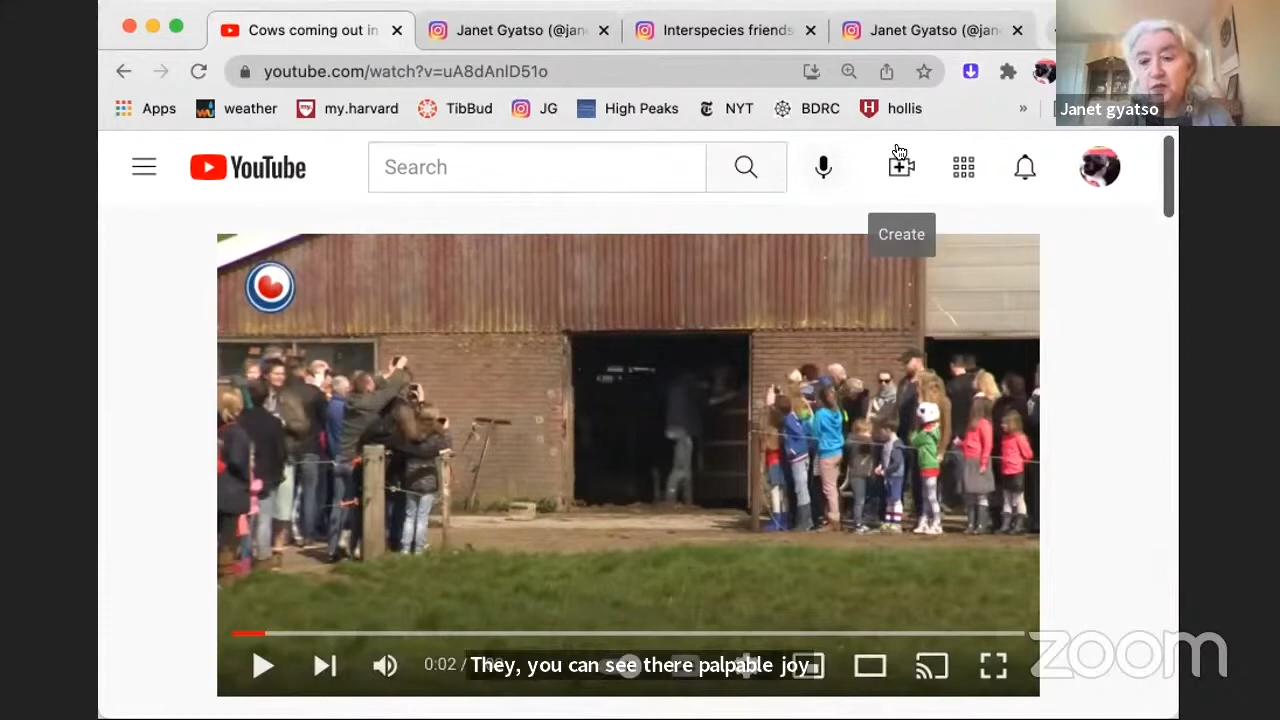 Cows coming out in
Janet Gyatso (@jan
Interspecies friends
Janet Gyatso (@jan
youtube.com/watch?v=uA8dAnlD51o
Apps
weather
my.harvard
TibBud
JG
High Peaks
NYT
BDRC
hollis
»
Janet gyatso
YouTube
Search
Create
0:02 /
They, you can see there palpable joy
zoom